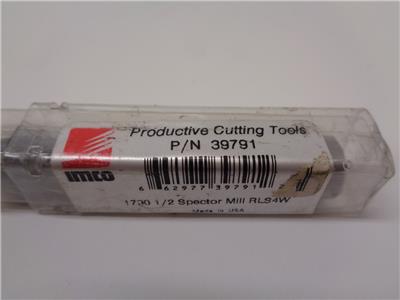 Productive Cutting Tools
P/N 39791
imco
6 62977 39791
1730 1/2 Spector Mill RLS4W
Made in USA